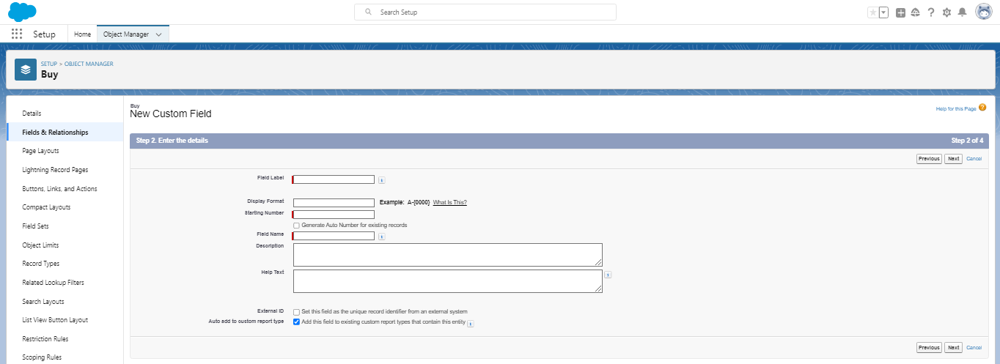 Search Setup
Setup
Home
Object Manager
SETUP > OBJECT MANAGER
Buy
Details
Fields & Relationships
Page Layouts
Lightning Record Pages
Buttons, Links, and Actions
Compact Layouts
Field Sets
Object Limits
Record Types
Related Lookup Filters
Search Layouts
List View Button Layout
Restriction Rules
Scoping Rules
Buy
New Custom Field
Help for this Page
Step 2. Enter the details Step 2 of 4
Previous Next Cancel
Field Label
Display Format Example: A-{0000} What Is This?
Starting Number
Generate Auto Number for existing records
Field Name
Description
Help Text
External ID Set this field as the unique record identifier from an external system
Auto add to custom report type Add this field to existing custom report types that contain this entity
Previous Next Cancel